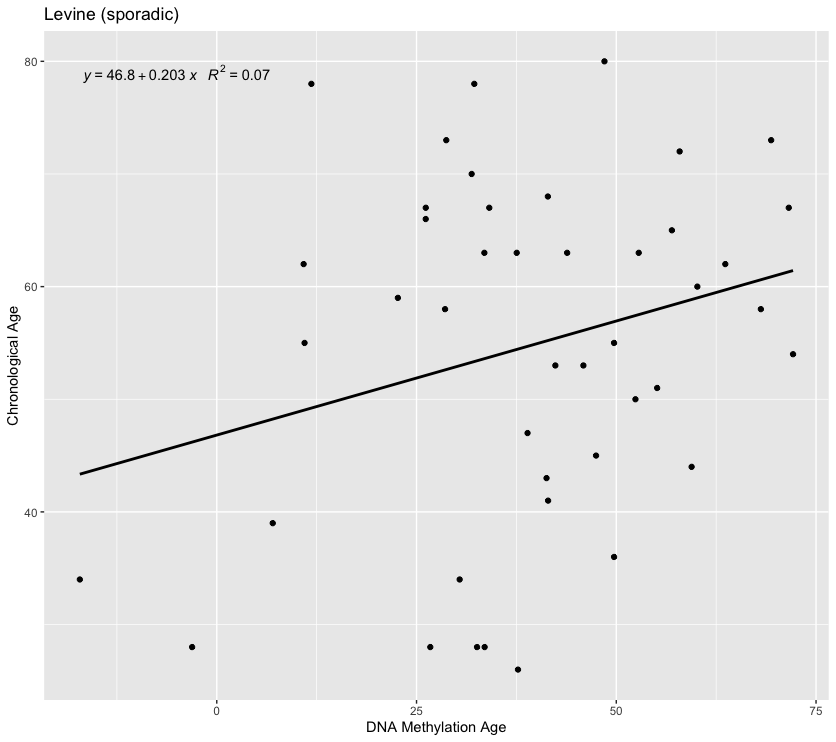 Levine (sporadic)
y = 46.8 + 0.203 x R² = 0.07
80
60
40
Chronological Age
0 25 50 75
DNA Methylation Age